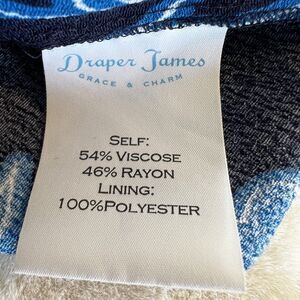 Draper James
GRACE & CHARM
SELF:
54% VISCOSE
46% RAYON
LINING:
100%POLYESTER